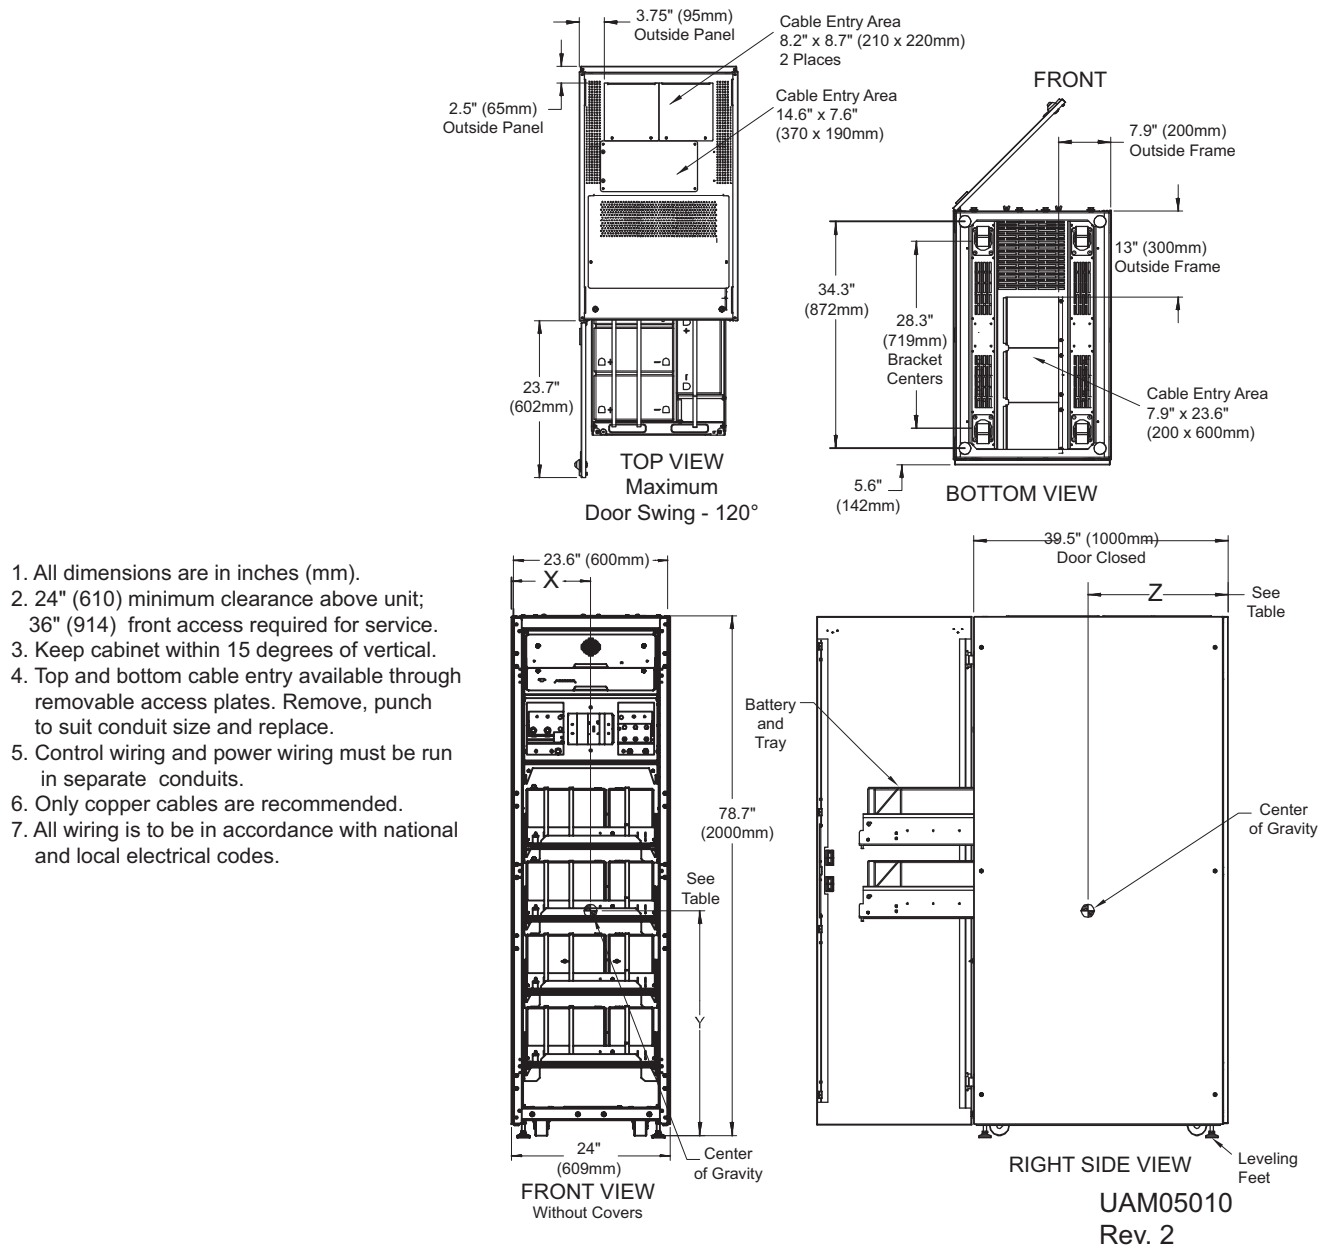 3.75" (95mm)
Outside Panel
Cable Entry Area
8.2" x 8.7" (210 x 220mm)
2 Places
2.5" (65mm)
Outside Panel
Cable Entry Area
14.6" x 7.6"
(370 x 190mm)
23.7"
(602mm)
TOP VIEW
Maximum
Door Swing - 120°
FRONT
7.9" (200mm)
Outside Frame
13" (300mm)
Outside Frame
34.3"
(872mm)
28.3"
(719mm)
Bracket
Centers
Cable Entry Area
7.9" x 23.6"
(200 x 600mm)
5.6"
(142mm)
BOTTOM VIEW
1. All dimensions are in inches (mm).
2. 24" (610) minimum clearance above unit;
36" (914) front access required for service.
3. Keep cabinet within 15 degrees of vertical.
4. Top and bottom cable entry available through
removable access plates. Remove, punch
to suit conduit size and replace.
5. Control wiring and power wiring must be run
in separate conduits.
6. Only copper cables are recommended.
7. All wiring is to be in accordance with national
and local electrical codes.
23.6" (600mm)
X
78.7"
(2000mm)
See
Table
Y
24"
(609mm)
Center
of Gravity
FRONT VIEW
Without Covers
39.5" (1000mm)
Door Closed
Z
See
Table
Battery
and
Tray
Center
of Gravity
RIGHT SIDE VIEW
Leveling
Feet
UAM05010
Rev. 2